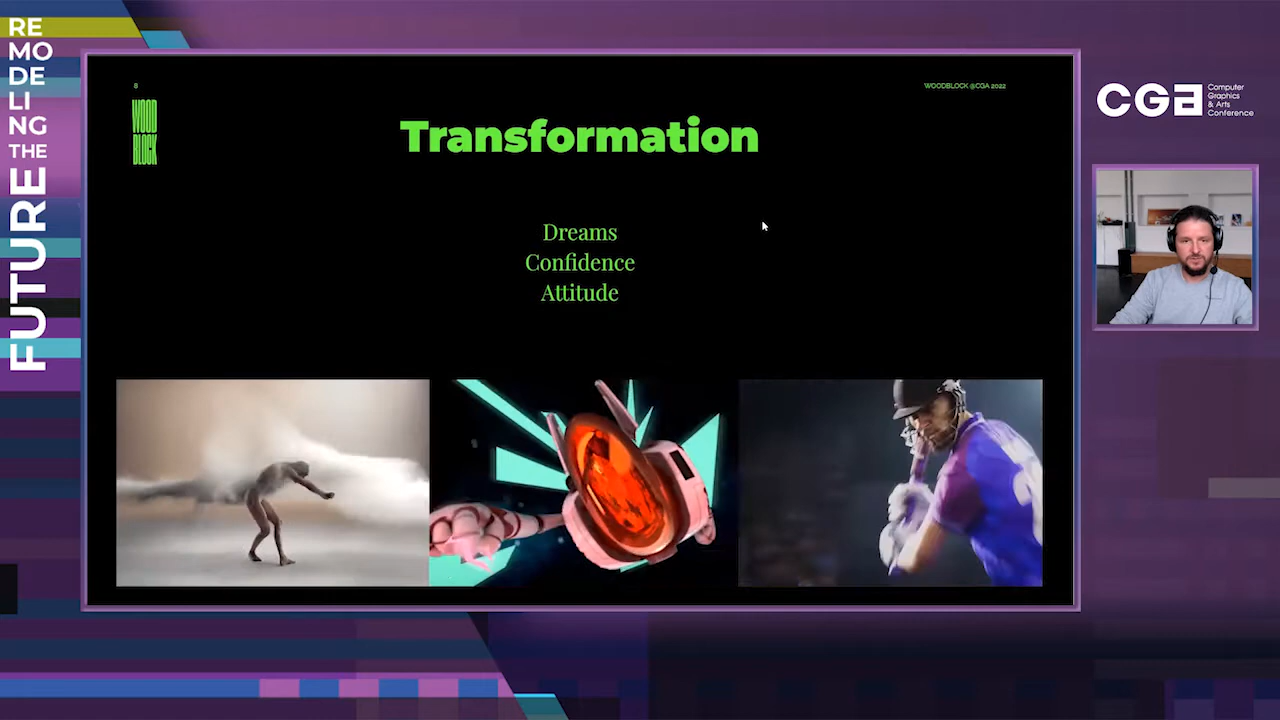 RE
MO
DE
LI
NG
THE
FUTURE
8
WOODBLOCK @CGA 2022
WOOD
BLOCK
Transformation
Dreams
Confidence
Attitude
CGA
Computer
Graphics
& Arts
Conference